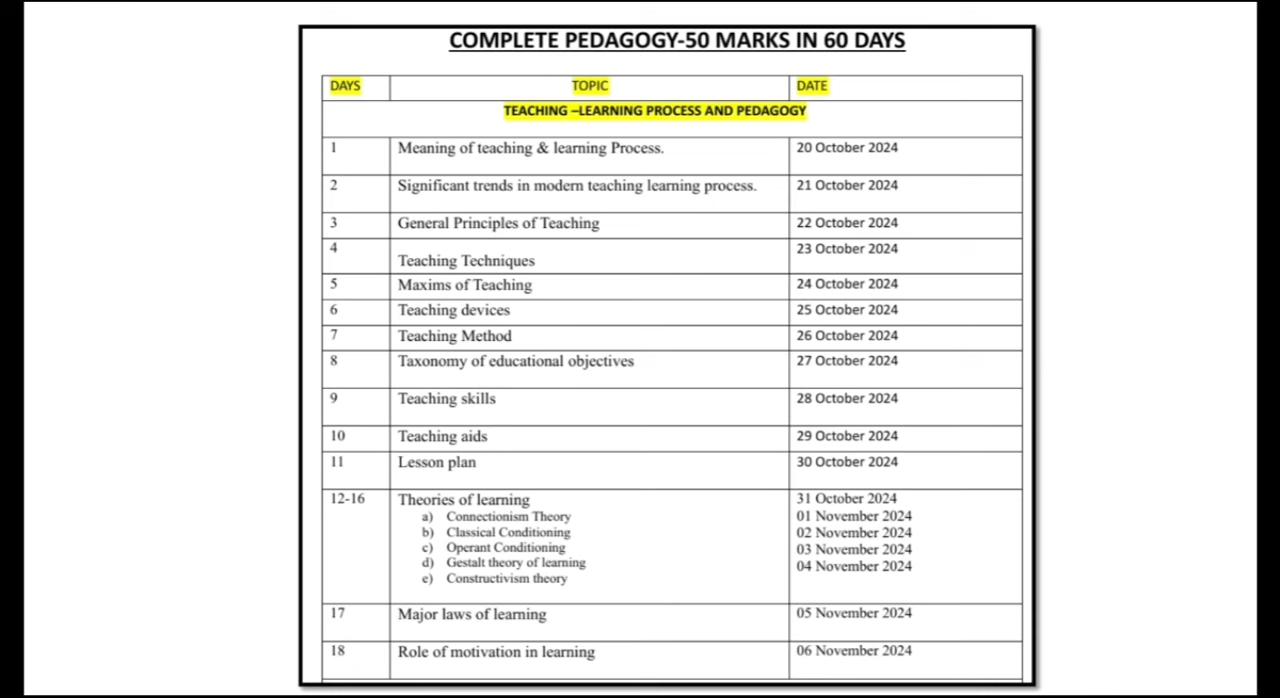 COMPLETE PEDAGOGY-50 MARKS IN 60 DAYS
DAYS TOPIC DATE
TEACHING –LEARNING PROCESS AND PEDAGOGY
1 Meaning of teaching & learning Process. 20 October 2024
2 Significant trends in modern teaching learning process. 21 October 2024
3 General Principles of Teaching 22 October 2024
4 Teaching Techniques 23 October 2024
5 Maxims of Teaching 24 October 2024
6 Teaching devices 25 October 2024
7 Teaching Method 26 October 2024
8 Taxonomy of educational objectives 27 October 2024
9 Teaching skills 28 October 2024
10 Teaching aids 29 October 2024
11 Lesson plan 30 October 2024
12-16 Theories of learning 31 October 2024
a) Connectionism Theory 01 November 2024
b) Classical Conditioning 02 November 2024
c) Operant Conditioning 03 November 2024
d) Gestalt theory of learning 04 November 2024
e) Constructivism theory
17 Major laws of learning 05 November 2024
18 Role of motivation in learning 06 November 2024